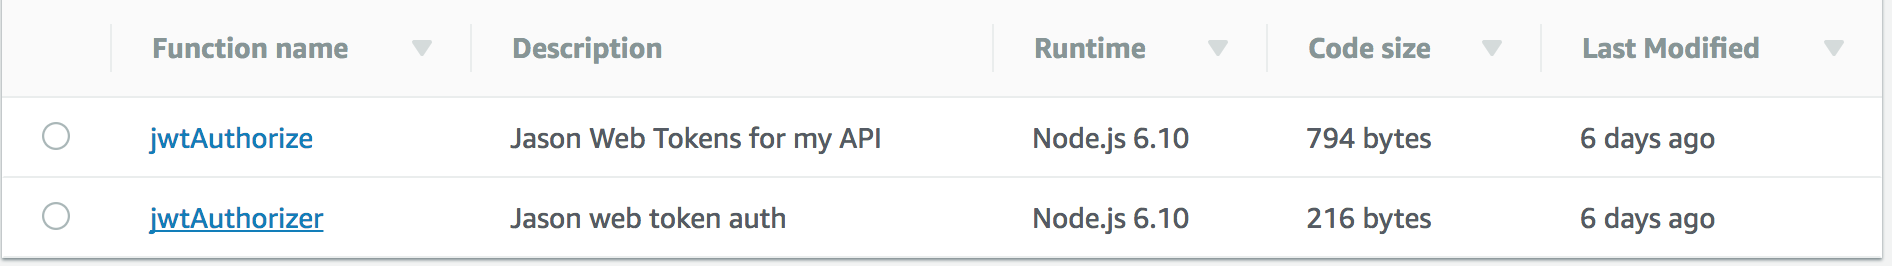 Function name Description Runtime Code size Last Modified
jwtAuthorize Jason Web Tokens for my API Node.js 6.10 794 bytes 6 days ago
jwtAuthorizer Jason web token auth Node.js 6.10 216 bytes 6 days ago